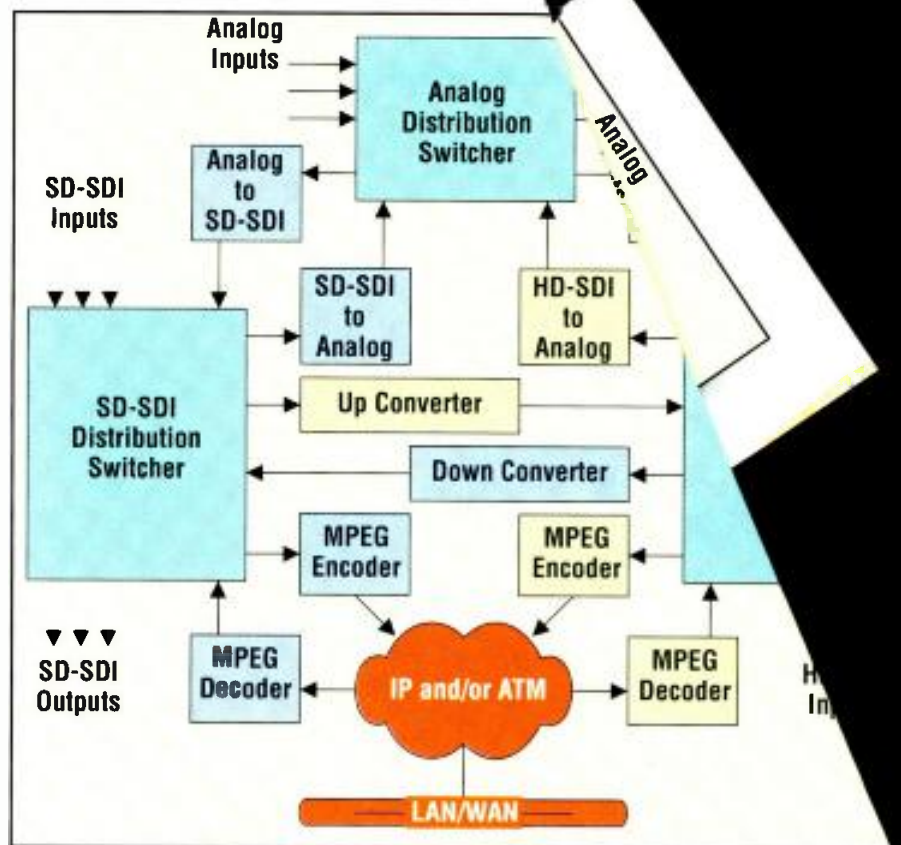 Analog
Inputs
Analog
Distribution
Switcher
Analog
Analog
to
SD-SDI
SD-SDI
Inputs
SD-SDI
to
Analog
HD-SDI
to
Analog
SD-SDI
Distribution
Switcher
Up Converter
Down Converter
MPEG
Encoder
MPEG
Encoder
SD-SDI
Outputs
MPEG
Decoder
IP and/or ATM
MPEG
Decoder
LAN/WAN